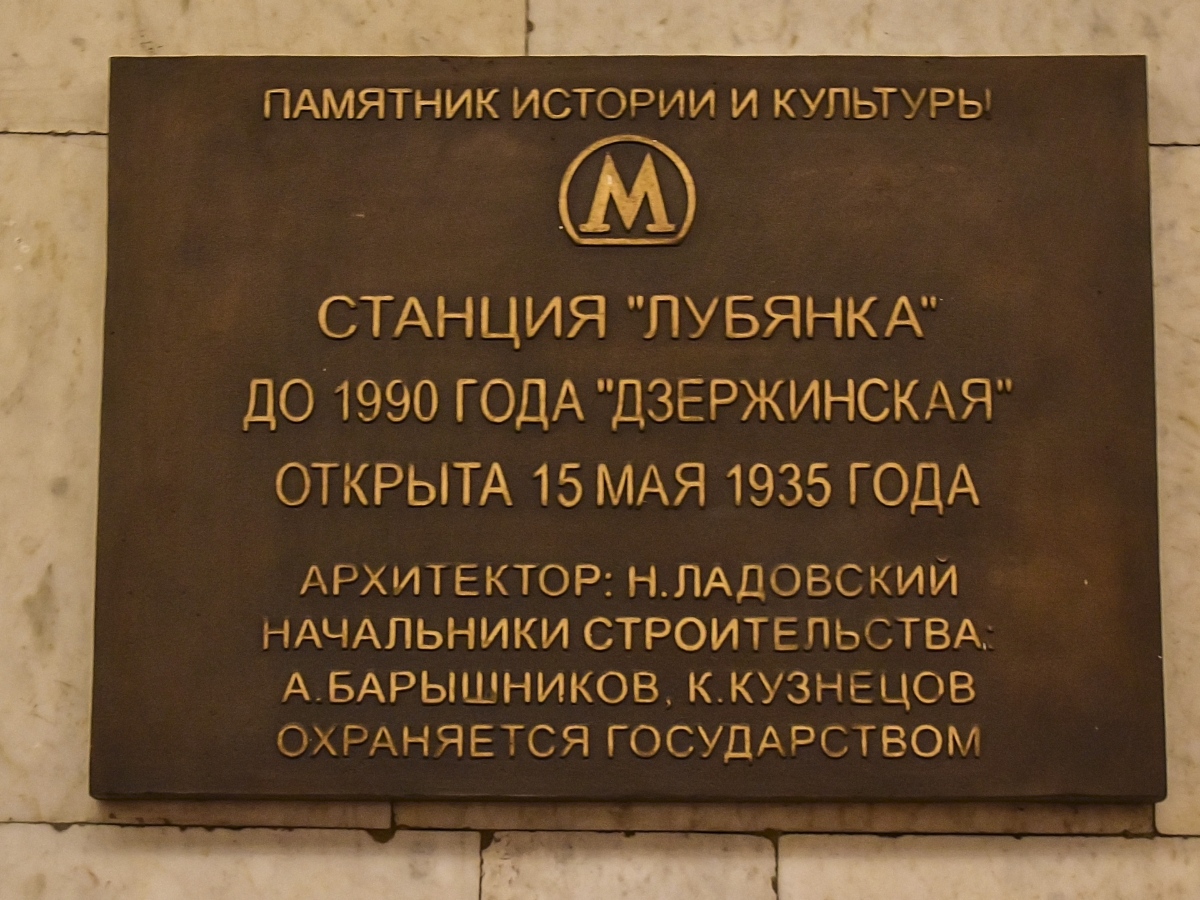 ПАМЯТНИК ИСТОРИИ И КУЛЬТУРЫ
М
СТАНЦИЯ "ЛУБЯНКА"
ДО 1990 ГОДА "ДЗЕРЖИНСКАЯ"
ОТКРЫТА 15 МАЯ 1935 ГОДА
АРХИТЕКТОР: Н.ЛАДОВСКИЙ
НАЧАЛЬНИКИ СТРОИТЕЛЬСТВА:
А.БАРЫШНИКОВ, К.КУЗНЕЦОВ
ОХРАНЯЕТСЯ ГОСУДАРСТВОМ